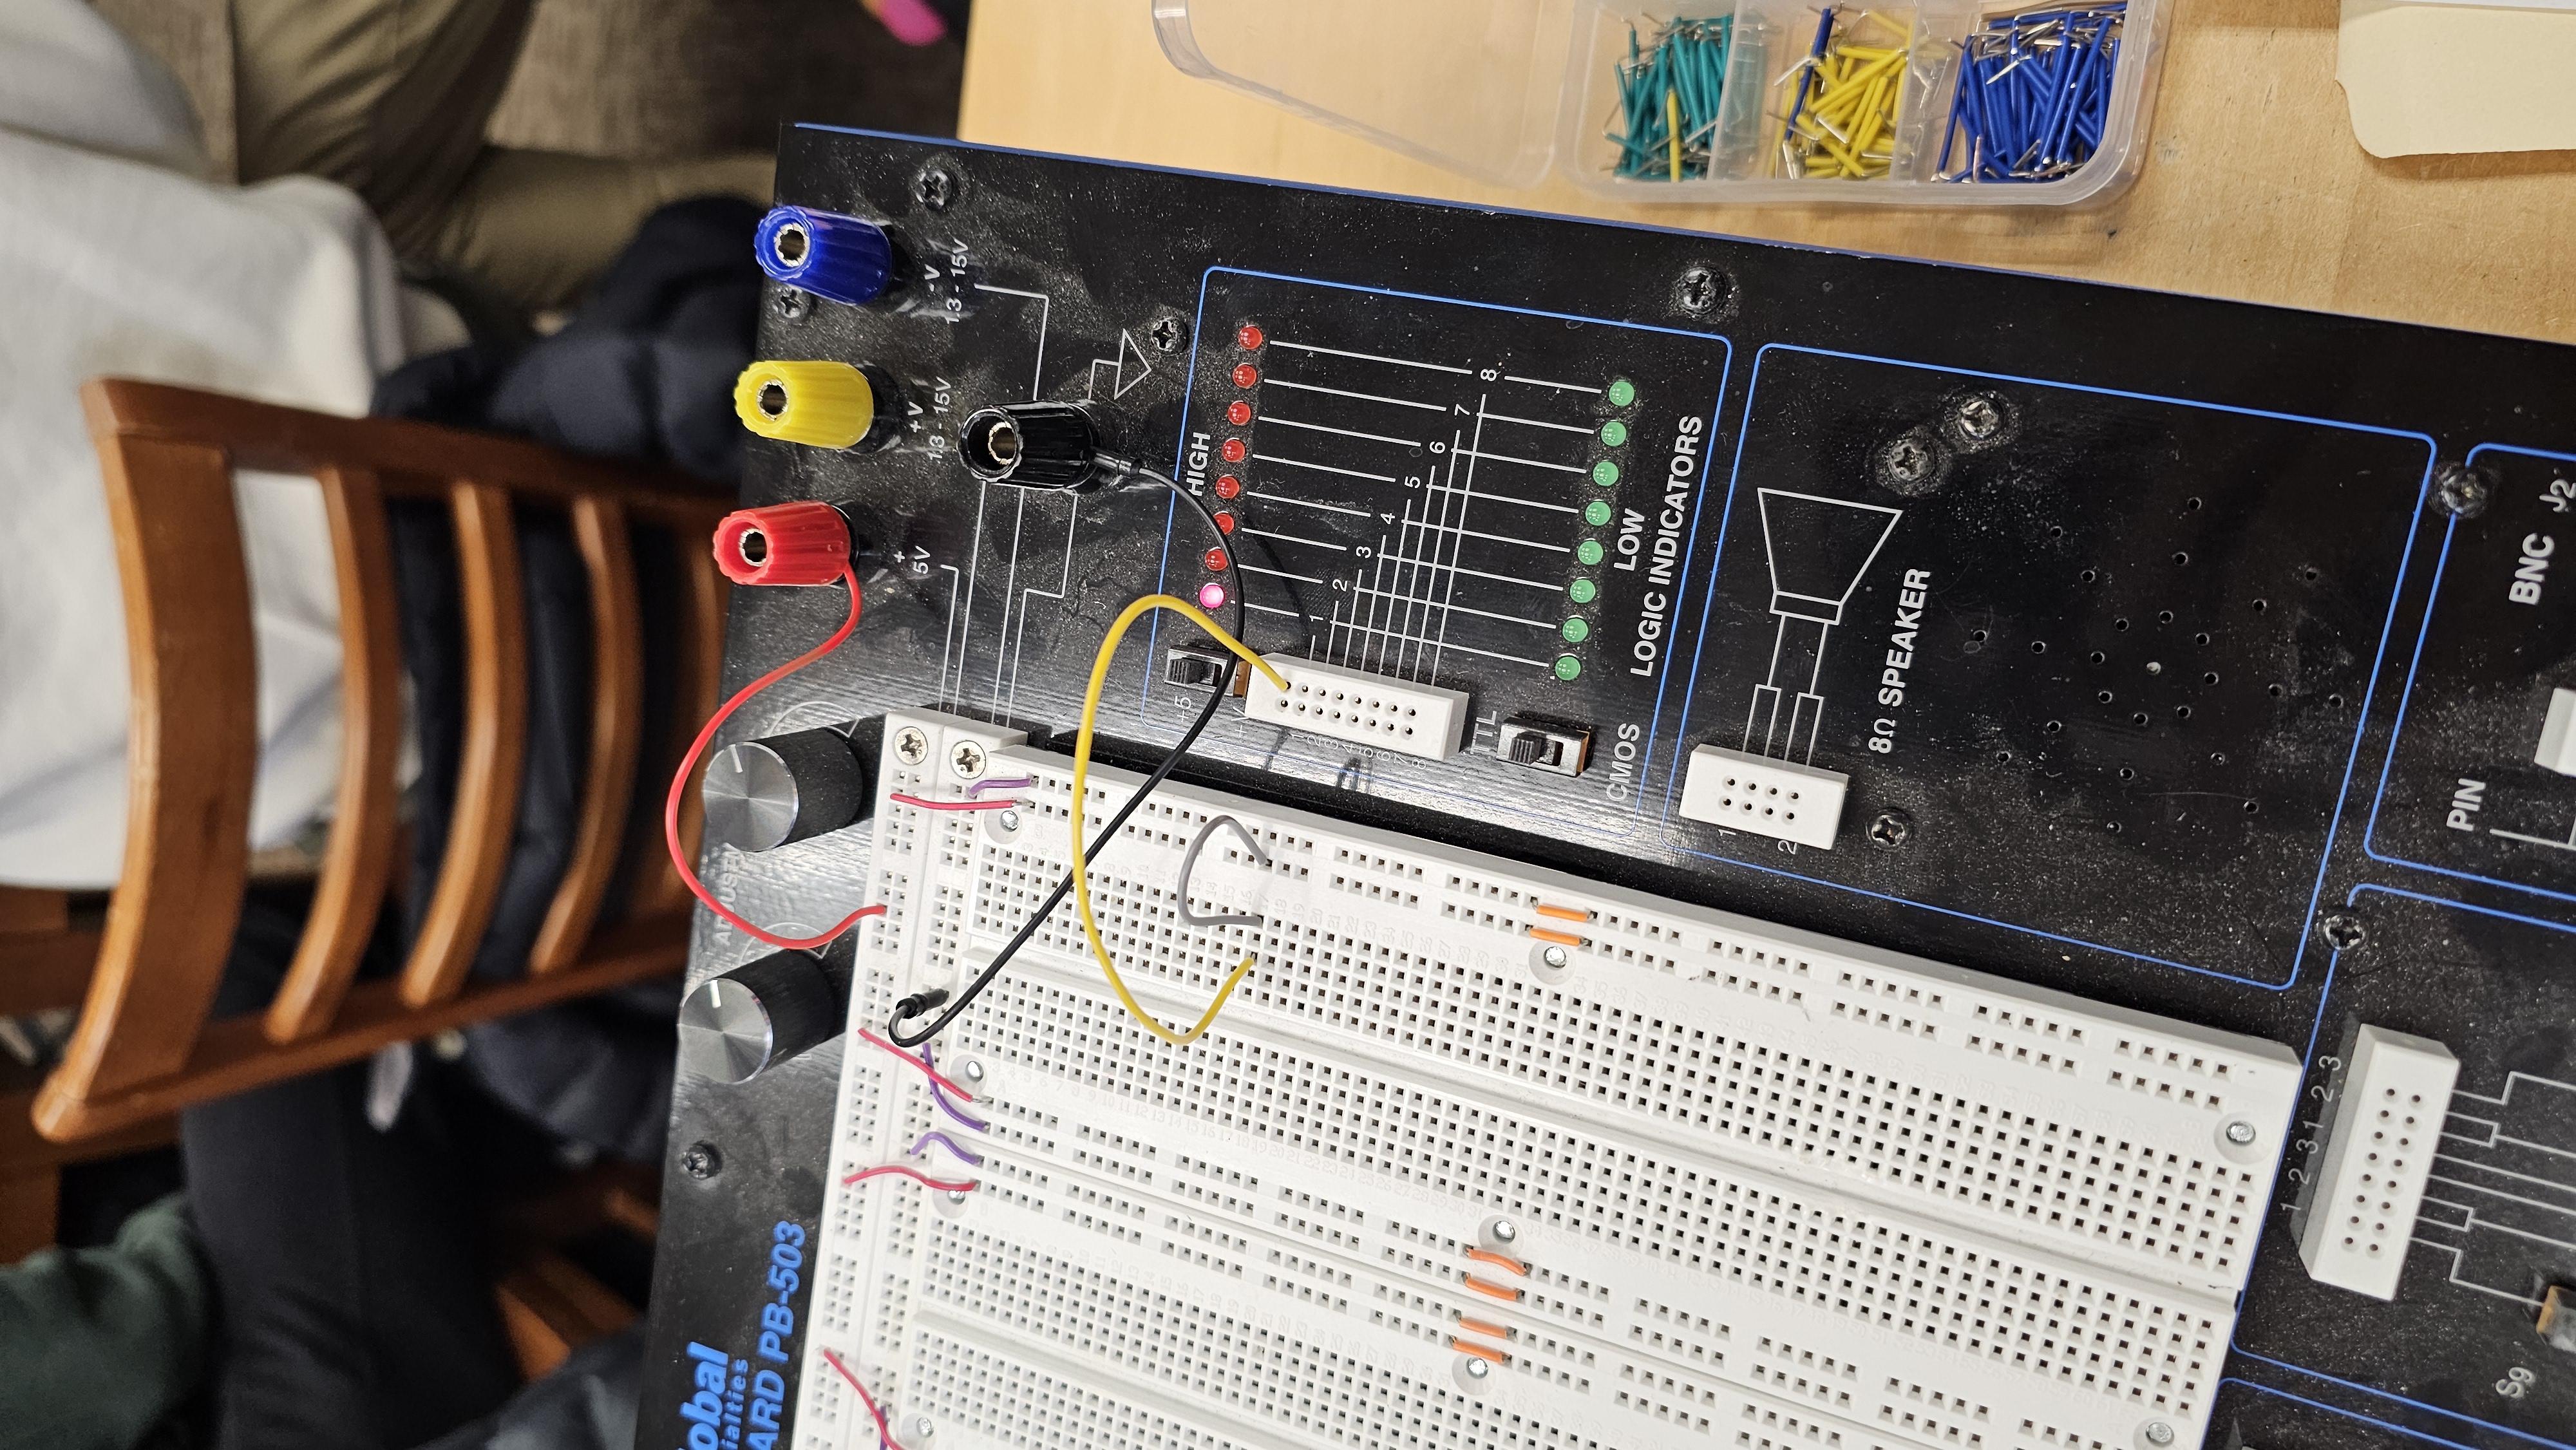 lobal
ialties
ARD PB-503
+
5V
+V
1.3 - 15V
-V
1.3 - 15V
+5
HIGH
1
2
3
4
5
6
7
8
TTL
CMOS
LOW
LOGIC INDICATORS
1
2
8Ω SPEAKER
1 2 3 1 2 3
S9
PIN
BNC
J2